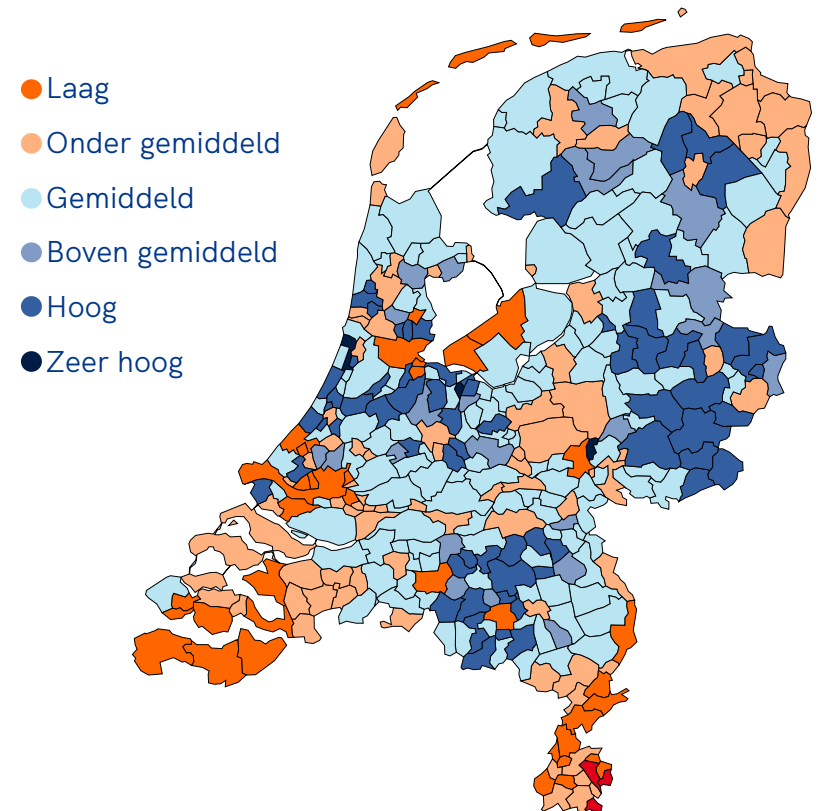 Laag
Onder gemiddeld
Gemiddeld
Boven gemiddeld
Hoog
Zeer hoog